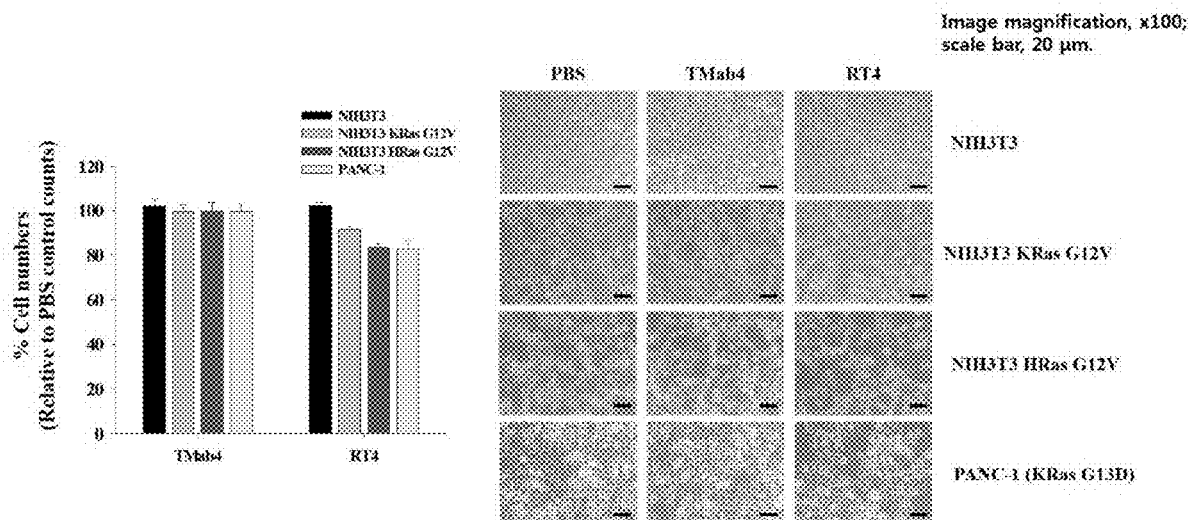 Image magnification, x100;
scale bar, 20 μm.
PBS TMab4 RT4
NIH3T3
NIH3T3 KRas G12V
NIH3T3 HRas G12V
PANC-1
% Cell numbers
(Relative to PBS control counts)
120
100
80
60
40
20
0
TMab4 RT4
NIH3T3
NIH3T3 KRas G12V
NIH3T3 HRas G12V
PANC-1 (KRas G13D)